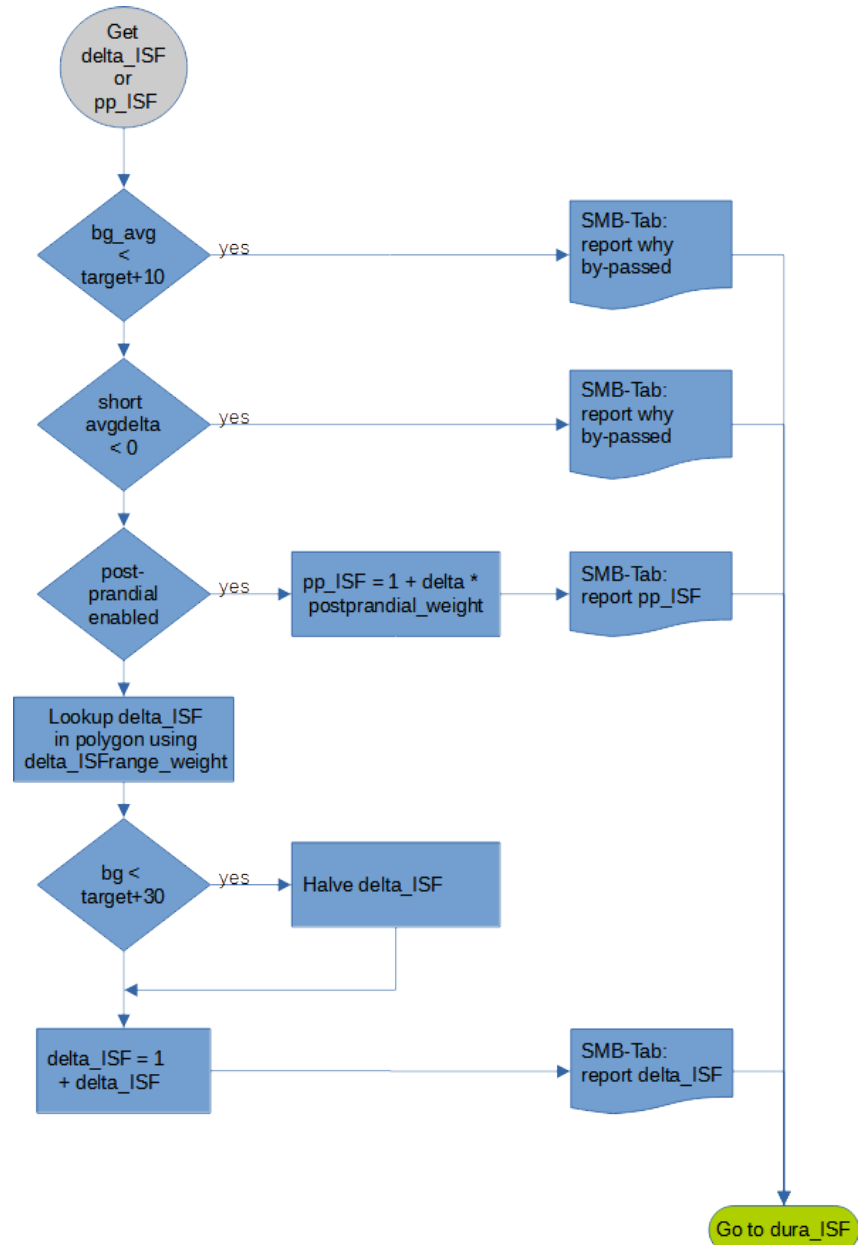 Get
delta_ISF
or
pp_ISF
bg_avg
<
target+10
yes
SMB-Tab:
report why
by-passed
short
avgdelta
< 0
yes
SMB-Tab:
report why
by-passed
post-
prandial
enabled
yes
pp_ISF = 1 + delta *
postprandial_weight
SMB-Tab:
report pp_ISF
Lookup delta_ISF
in polygon using
delta_ISFrange_weight
bg <
target+30
yes
Halve delta_ISF
delta_ISF = 1
+ delta_ISF
SMB-Tab:
report delta_ISF
Go to dura_ISF